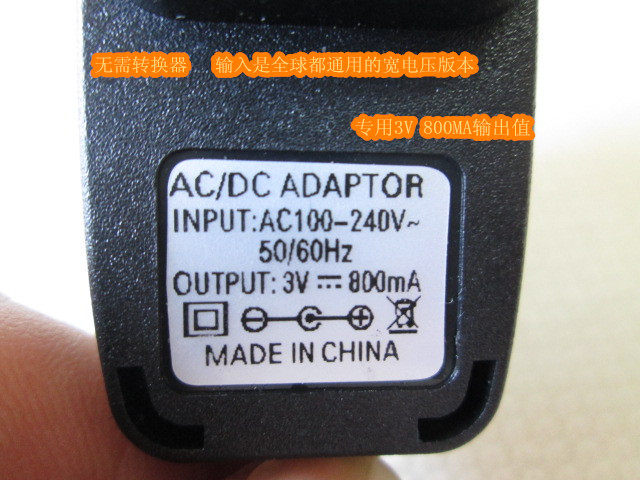 无需转换器 输入是全球都通用的宽电压版本
专用3V 800MA输出值
AC/DC ADAPTOR
INPUT:AC100-240V~
50/60Hz
OUTPUT: 3V ⎓ 800mA
MADE IN CHINA